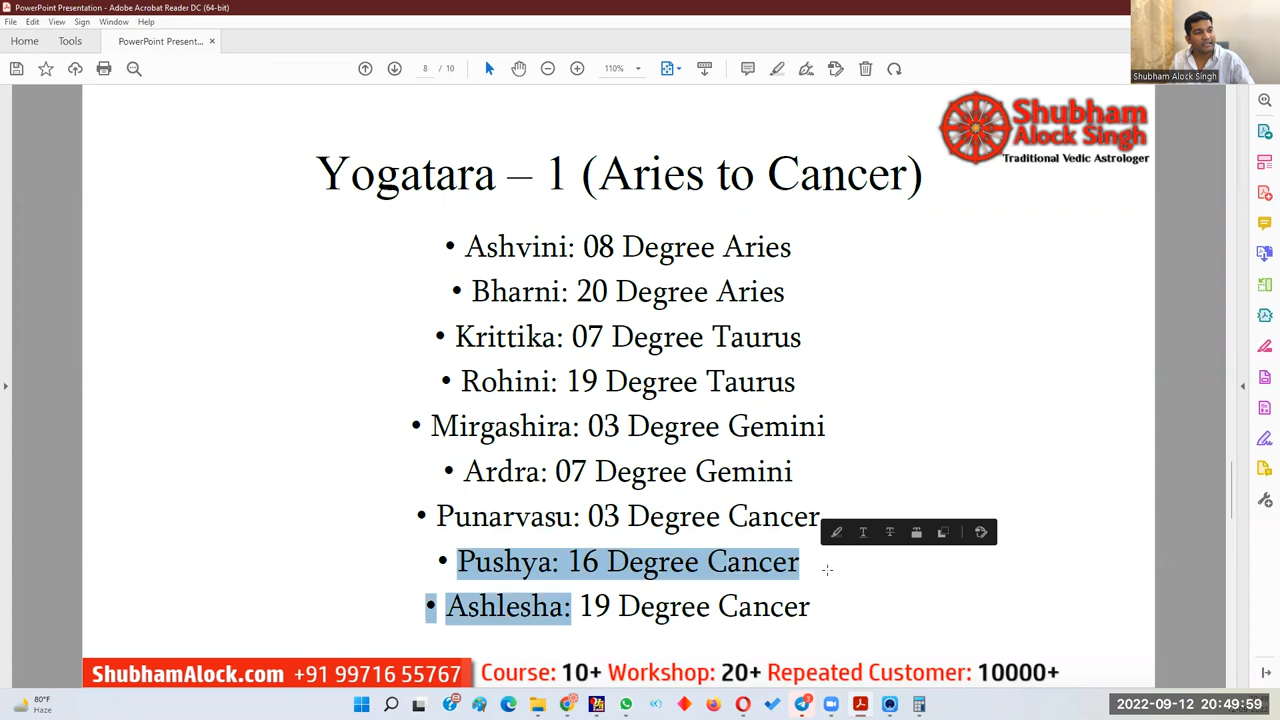 PowerPoint Presentation - Adobe Acrobat Reader DC (64-bit)
File Edit View Sign Window Help
Home Tools PowerPoint Present... ×
8 / 10 110%
Shubham Alock Singh
Shubham
Alock Singh
Traditional Vedic Astrologer
Yogatara – 1 (Aries to Cancer)
• Ashvini: 08 Degree Aries
• Bharni: 20 Degree Aries
• Krittika: 07 Degree Taurus
• Rohini: 19 Degree Taurus
• Mirgashira: 03 Degree Gemini
• Ardra: 07 Degree Gemini
• Punarvasu: 03 Degree Cancer
• Pushya: 16 Degree Cancer
• Ashlesha: 19 Degree Cancer
ShubhamAlock.com +91 99716 55767 Course: 10+ Workshop: 20+ Repeated Customer: 10000+
80°F
Haze
2022-09-12 20:49:59